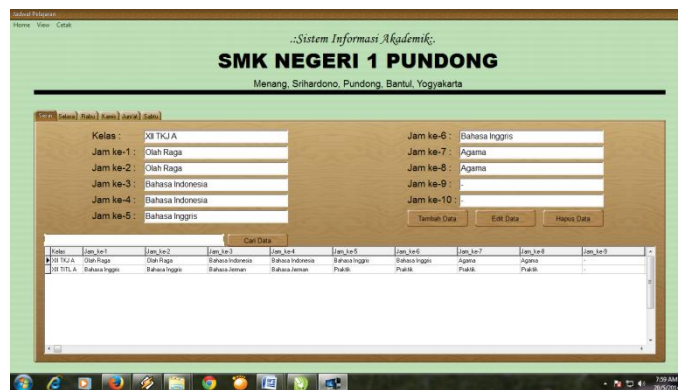 Jadwal Pelajaran
Home View Cetak
.:Sistem Informasi Akademik:.
SMK NEGERI 1 PUNDONG
Menang, Srihardono, Pundong, Bantul, Yogyakarta
Senin Selasa Rabu Kamis Jum'at Sabtu
Kelas : XII TKJ A
Jam ke-1 : Olah Raga
Jam ke-2 : Olah Raga
Jam ke-3 : Bahasa Indonesia
Jam ke-4 : Bahasa Indonesia
Jam ke-5 : Bahasa Inggris
Jam ke-6 : Bahasa Inggris
Jam ke-7 : Agama
Jam ke-8 : Agama
Jam ke-9 : -
Jam ke-10 : -
Tambah Data Edit Data Hapus Data
Cari Data
Kelas Jam_ke-1 Jam_ke-2 Jam_ke-3 Jam_ke-4 Jam_ke-5 Jam_ke-6 Jam_ke-7 Jam_ke-8 Jam_ke-9
XII TKJ A Olah Raga Olah Raga Bahasa Indonesia Bahasa Indonesia Bahasa Inggris Bahasa Inggris Agama Agama -
XII TITL A Bahasa Inggris Bahasa Inggris Bahasa Jerman Bahasa Jerman Praktik Praktik Praktik Praktik -
7:59 AM
20/5/2014